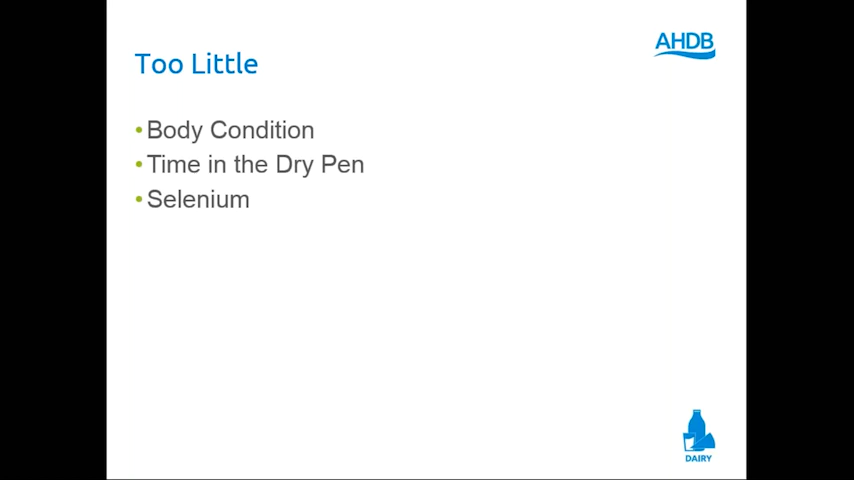 AHDB
Too Little
• Body Condition
• Time in the Dry Pen
• Selenium
DAIRY